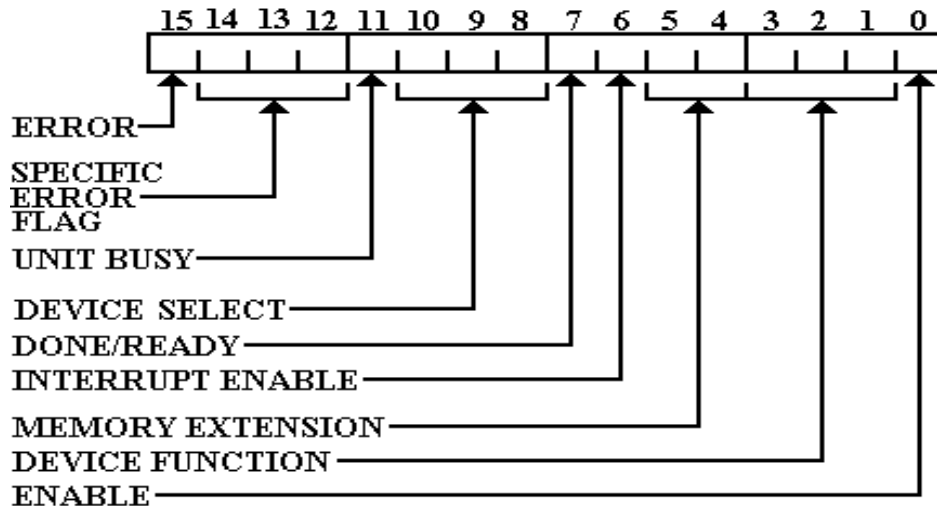 15 14 13 12 11 10 9 8 7 6 5 4 3 2 1 0
ERROR
SPECIFIC
ERROR
FLAG
UNIT BUSY
DEVICE SELECT
DONE/READY
INTERRUPT ENABLE
MEMORY EXTENSION
DEVICE FUNCTION
ENABLE